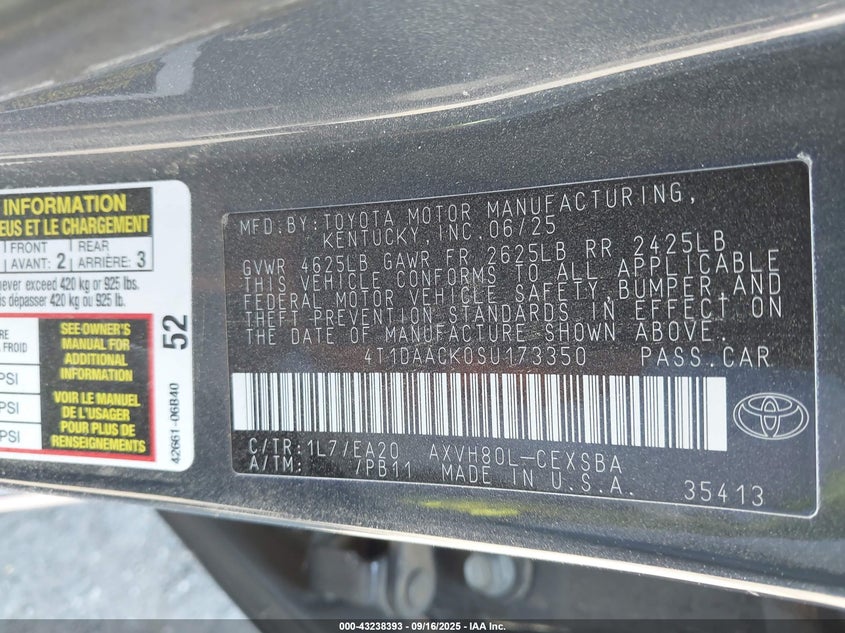 INFORMATION
EUS ET LE CHARGEMENT
FRONT REAR
AVANT: 2 ARRIÈRE: 3
never exceed 420 kg or 925 lbs.
dépasser 420 kg ou 925 lb.
FROID
SEE OWNER'S
MANUAL FOR
ADDITIONAL
INFORMATION
PSI
VOIR LE MANUEL
DE L'USAGER
POUR PLUS DE
RENSEIGNEMENTS
PSI
PSI
52
42661-06B40
MFD.BY:TOYOTA MOTOR MANUFACTURING,
KENTUCKY,INC.06/25
GVWR 4625LB GAWR FR 2625LB RR 2425LB
THIS VEHICLE CONFORMS TO ALL APPLICABLE
FEDERAL MOTOR VEHICLE SAFETY,BUMPER,AND
THEFT PREVENTION STANDARDS IN EFFECT ON
THE DATE OF MANUFACTURE SHOWN ABOVE.
4T1DAACK0SU173350 PASS.CAR
C/TR:1L7/EA20 AXVH80L-CEXSBA
A/TM: /PB11 MADE IN U.S.A. 35413
000-43238393 - 09/16/2025 - IAA Inc.